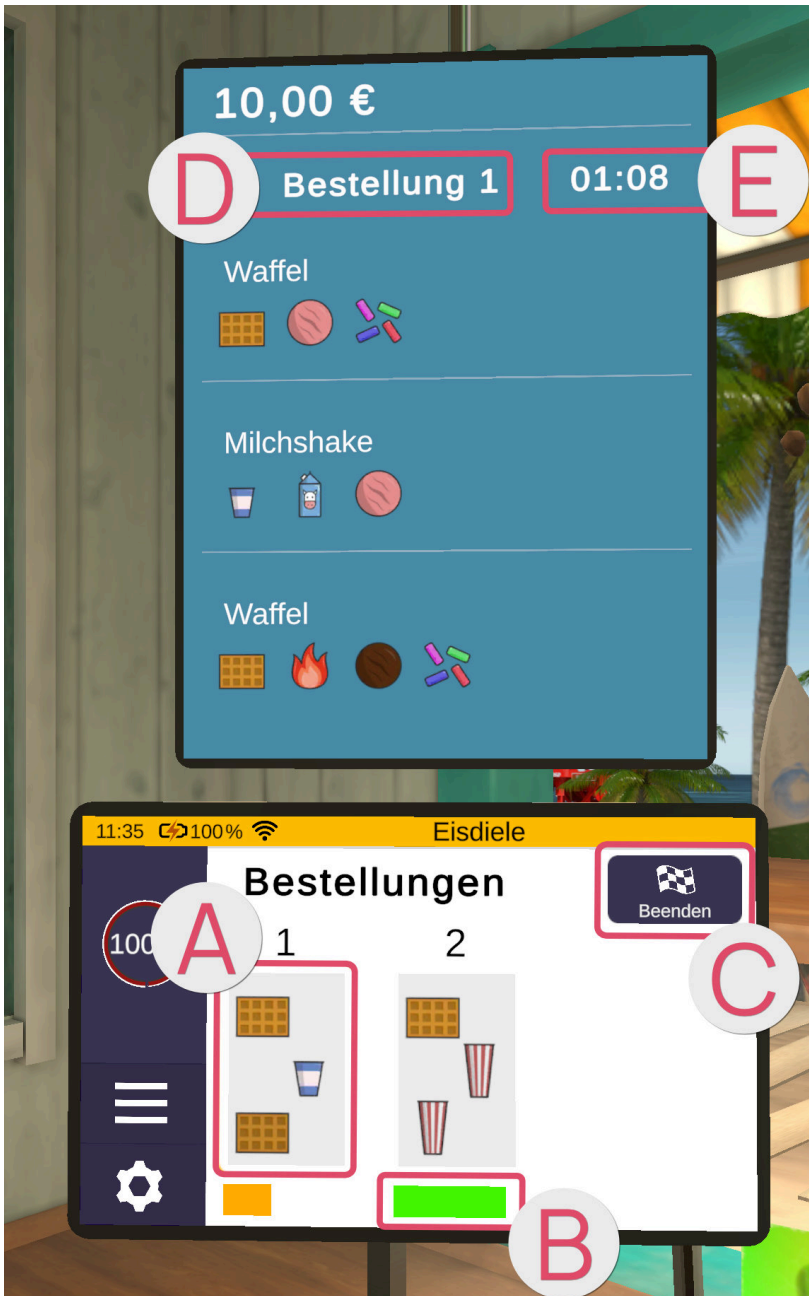 10,00 €
D Bestellung 1 01:08 E
Waffel
Milchshake
Waffel
11:35 100% Eisdiele
Bestellungen
Beenden
100
A
1 2
C
B